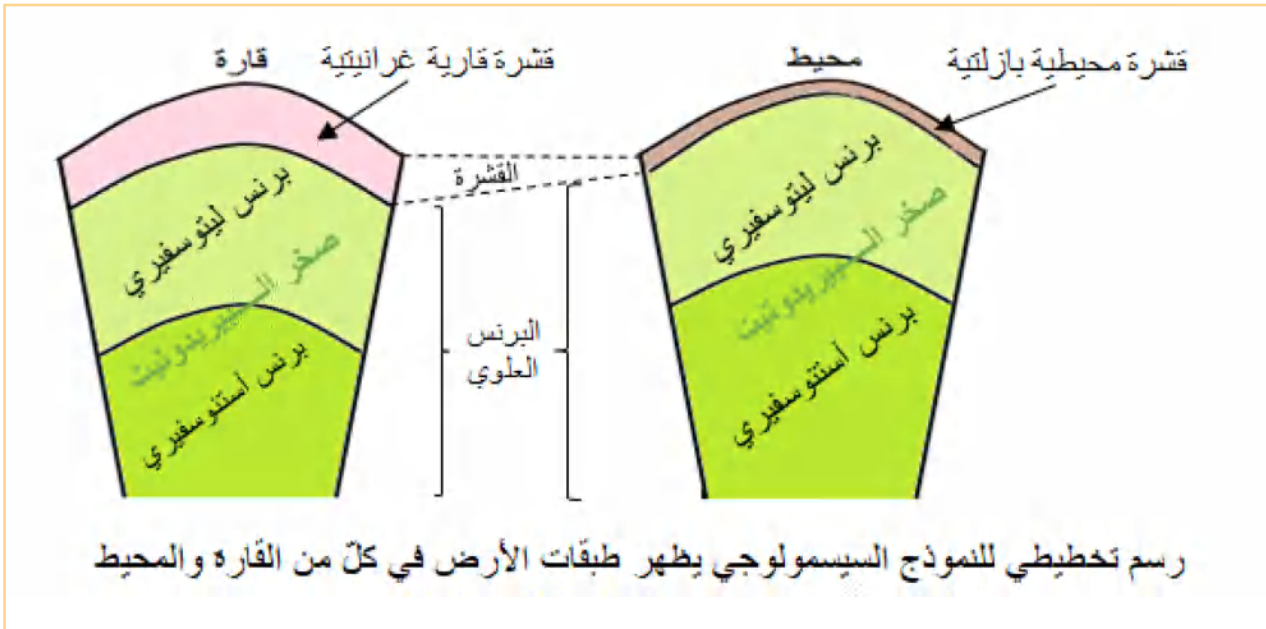 محيط
قشرة محيطية بازلتية
قارة
قشرة قارية غرانيتية
القشرة
برنس ليتوسفيري
صخر البيريدوتيت
برنس أستنوسفيري
برنس ليتوسفيري
صخر البيريدوتيت
برنس أستنوسفيري
البرنس
العلوي
رسم تخطيطي للنموذج السيسمولوجي يظهر طبقات الأرض في كلّ من القارة والمحيط